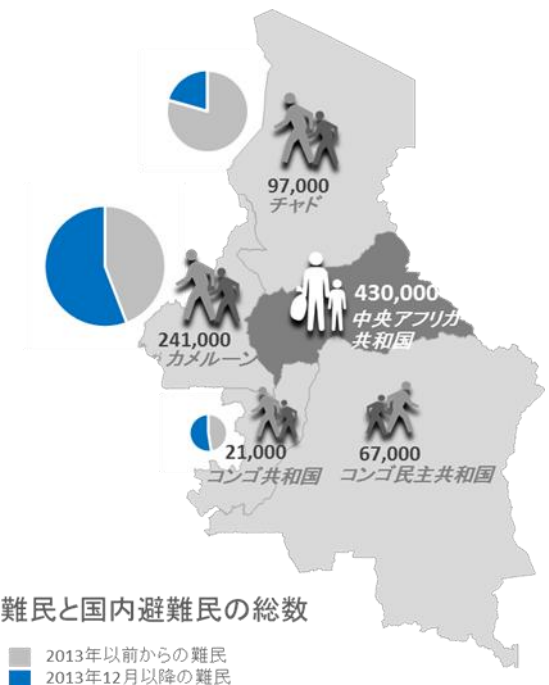 97,000
チャド
430,000
中央アフリカ
共和国
241,000
カメルーン
21,000
コンゴ共和国
67,000
コンゴ民主共和国
難民と国内避難民の総数
2013年以前からの難民
2013年12月以降の難民